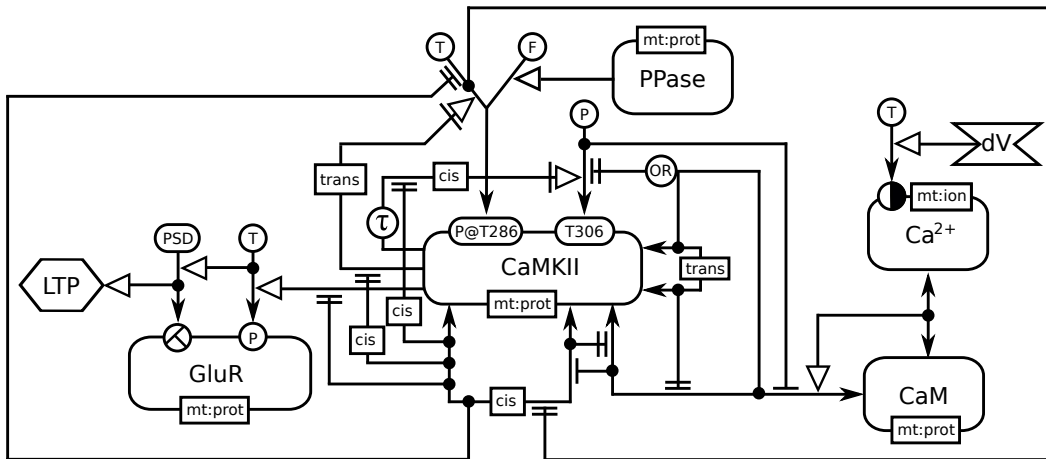 T
F
mt:prot
PPase
P
T
dV
trans
cis
OR
mt:ion
Ca2+
τ
P@T286
T306
PSD
T
CaMKII
trans
LTP
mt:prot
cis
cis
P
GluR
mt:prot
cis
CaM
mt:prot